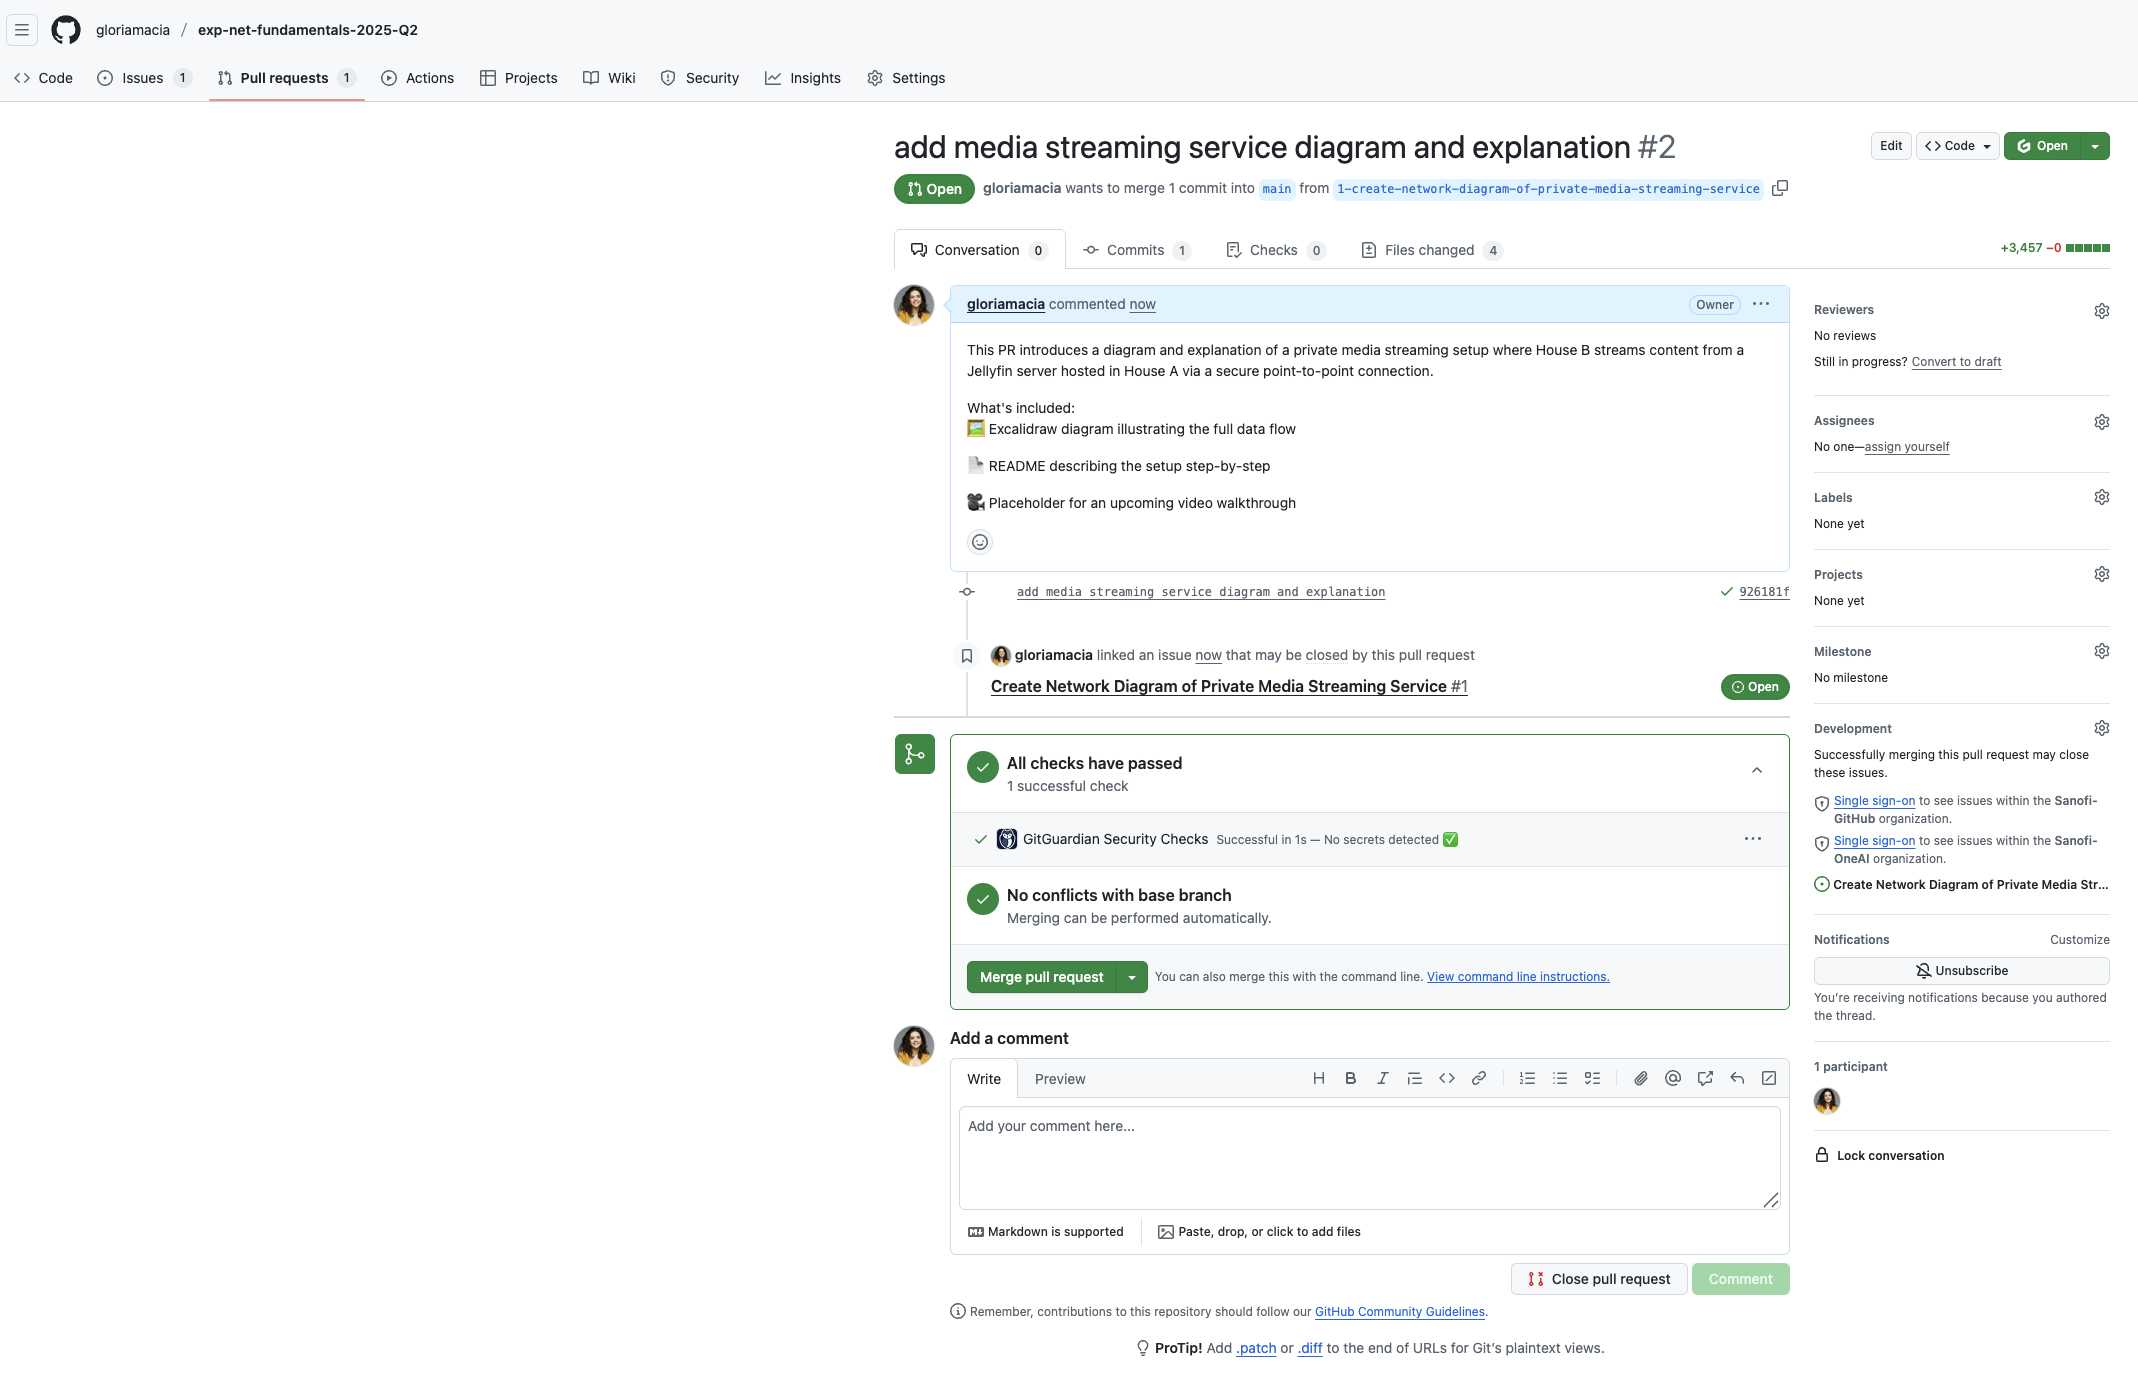 gloriamacia / exp-net-fundamentals-2025-Q2
Code
Issues 1
Pull requests 1
Actions
Projects
Wiki
Security
Insights
Settings
add media streaming service diagram and explanation #2
Edit
Code
Open
Open
gloriamacia wants to merge 1 commit into main from 1-create-network-diagram-of-private-media-streaming-service
Conversation 0
Commits 1
Checks 0
Files changed 4
+3,457 −0
gloriamacia commented now
Owner
This PR introduces a diagram and explanation of a private media streaming setup where House B streams content from a
Jellyfin server hosted in House A via a secure point-to-point connection.
What's included:
🖼️ Excalidraw diagram illustrating the full data flow
📄 README describing the setup step-by-step
🎥 Placeholder for an upcoming video walkthrough
add media streaming service diagram and explanation
926181f
gloriamacia linked an issue now that may be closed by this pull request
Create Network Diagram of Private Media Streaming Service #1
Open
All checks have passed
1 successful check
GitGuardian Security Checks Successful in 1s — No secrets detected ✅
No conflicts with base branch
Merging can be performed automatically.
Merge pull request
You can also merge this with the command line. View command line instructions.
Add a comment
Write
Preview
Add your comment here...
Markdown is supported
Paste, drop, or click to add files
Close pull request
Comment
Remember, contributions to this repository should follow our GitHub Community Guidelines.
ProTip! Add .patch or .diff to the end of URLs for Git's plaintext views.
Reviewers
No reviews
Still in progress? Convert to draft
Assignees
No one—assign yourself
Labels
None yet
Projects
None yet
Milestone
No milestone
Development
Successfully merging this pull request may close
these issues.
Single sign-on to see issues within the Sanofi-
GitHub organization.
Single sign-on to see issues within the Sanofi-
OneAI organization.
Create Network Diagram of Private Media Str...
Notifications
Customize
Unsubscribe
You're receiving notifications because you authored
the thread.
1 participant
Lock conversation